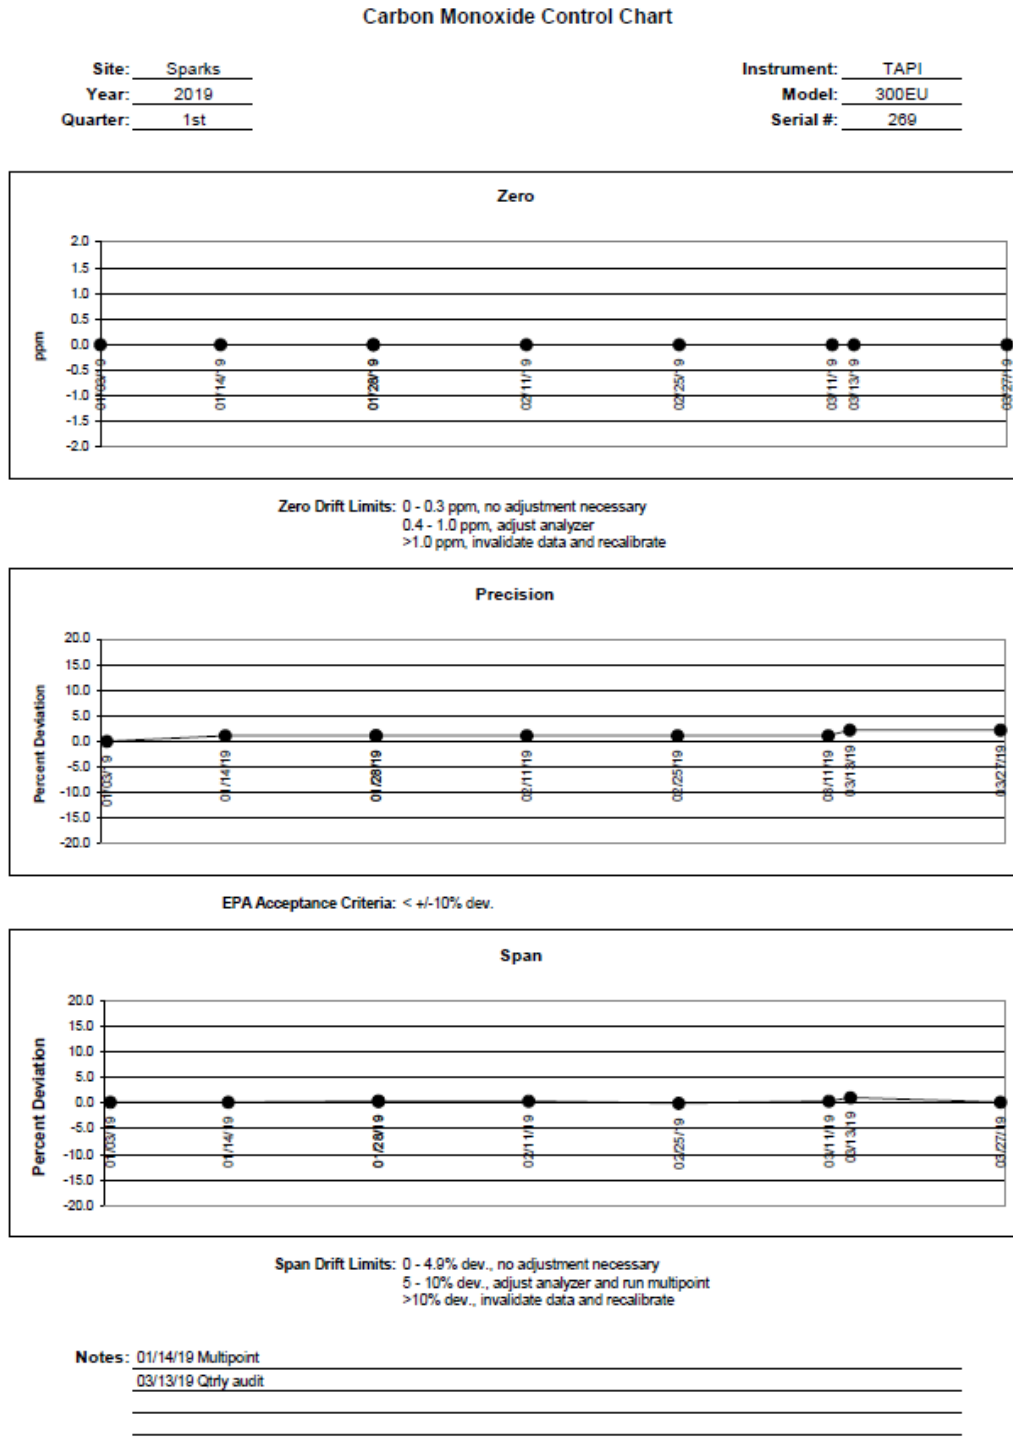 Carbon Monoxide Control Chart
Site: Sparks
Instrument: TAPI
Year: 2019
Model: 300EU
Quarter: 1st
Serial #: 269
Zero
ppm
2.0
1.5
1.0
0.5
0.0
-0.5
-1.0
-1.5
-2.0
01/03/19
01/14/19
01/28/19
02/11/19
02/25/19
03/11/19
03/13/19
03/27/19
Zero Drift Limits: 0 - 0.3 ppm, no adjustment necessary
0.4 - 1.0 ppm, adjust analyzer
>1.0 ppm, invalidate data and recalibrate
Precision
Percent Deviation
20.0
15.0
10.0
5.0
0.0
-5.0
-10.0
-15.0
-20.0
01/03/19
01/14/19
01/28/19
02/11/19
02/25/19
03/11/19
03/13/19
03/27/19
EPA Acceptance Criteria: < +/-10% dev.
Span
Percent Deviation
20.0
15.0
10.0
5.0
0.0
-5.0
-10.0
-15.0
-20.0
01/03/19
01/14/19
01/28/19
02/11/19
02/25/19
03/11/19
03/13/19
03/27/19
Span Drift Limits: 0 - 4.9% dev., no adjustment necessary
5 - 10% dev., adjust analyzer and run multipoint
>10% dev., invalidate data and recalibrate
Notes: 01/14/19 Multipoint
03/13/19 Qtrly audit